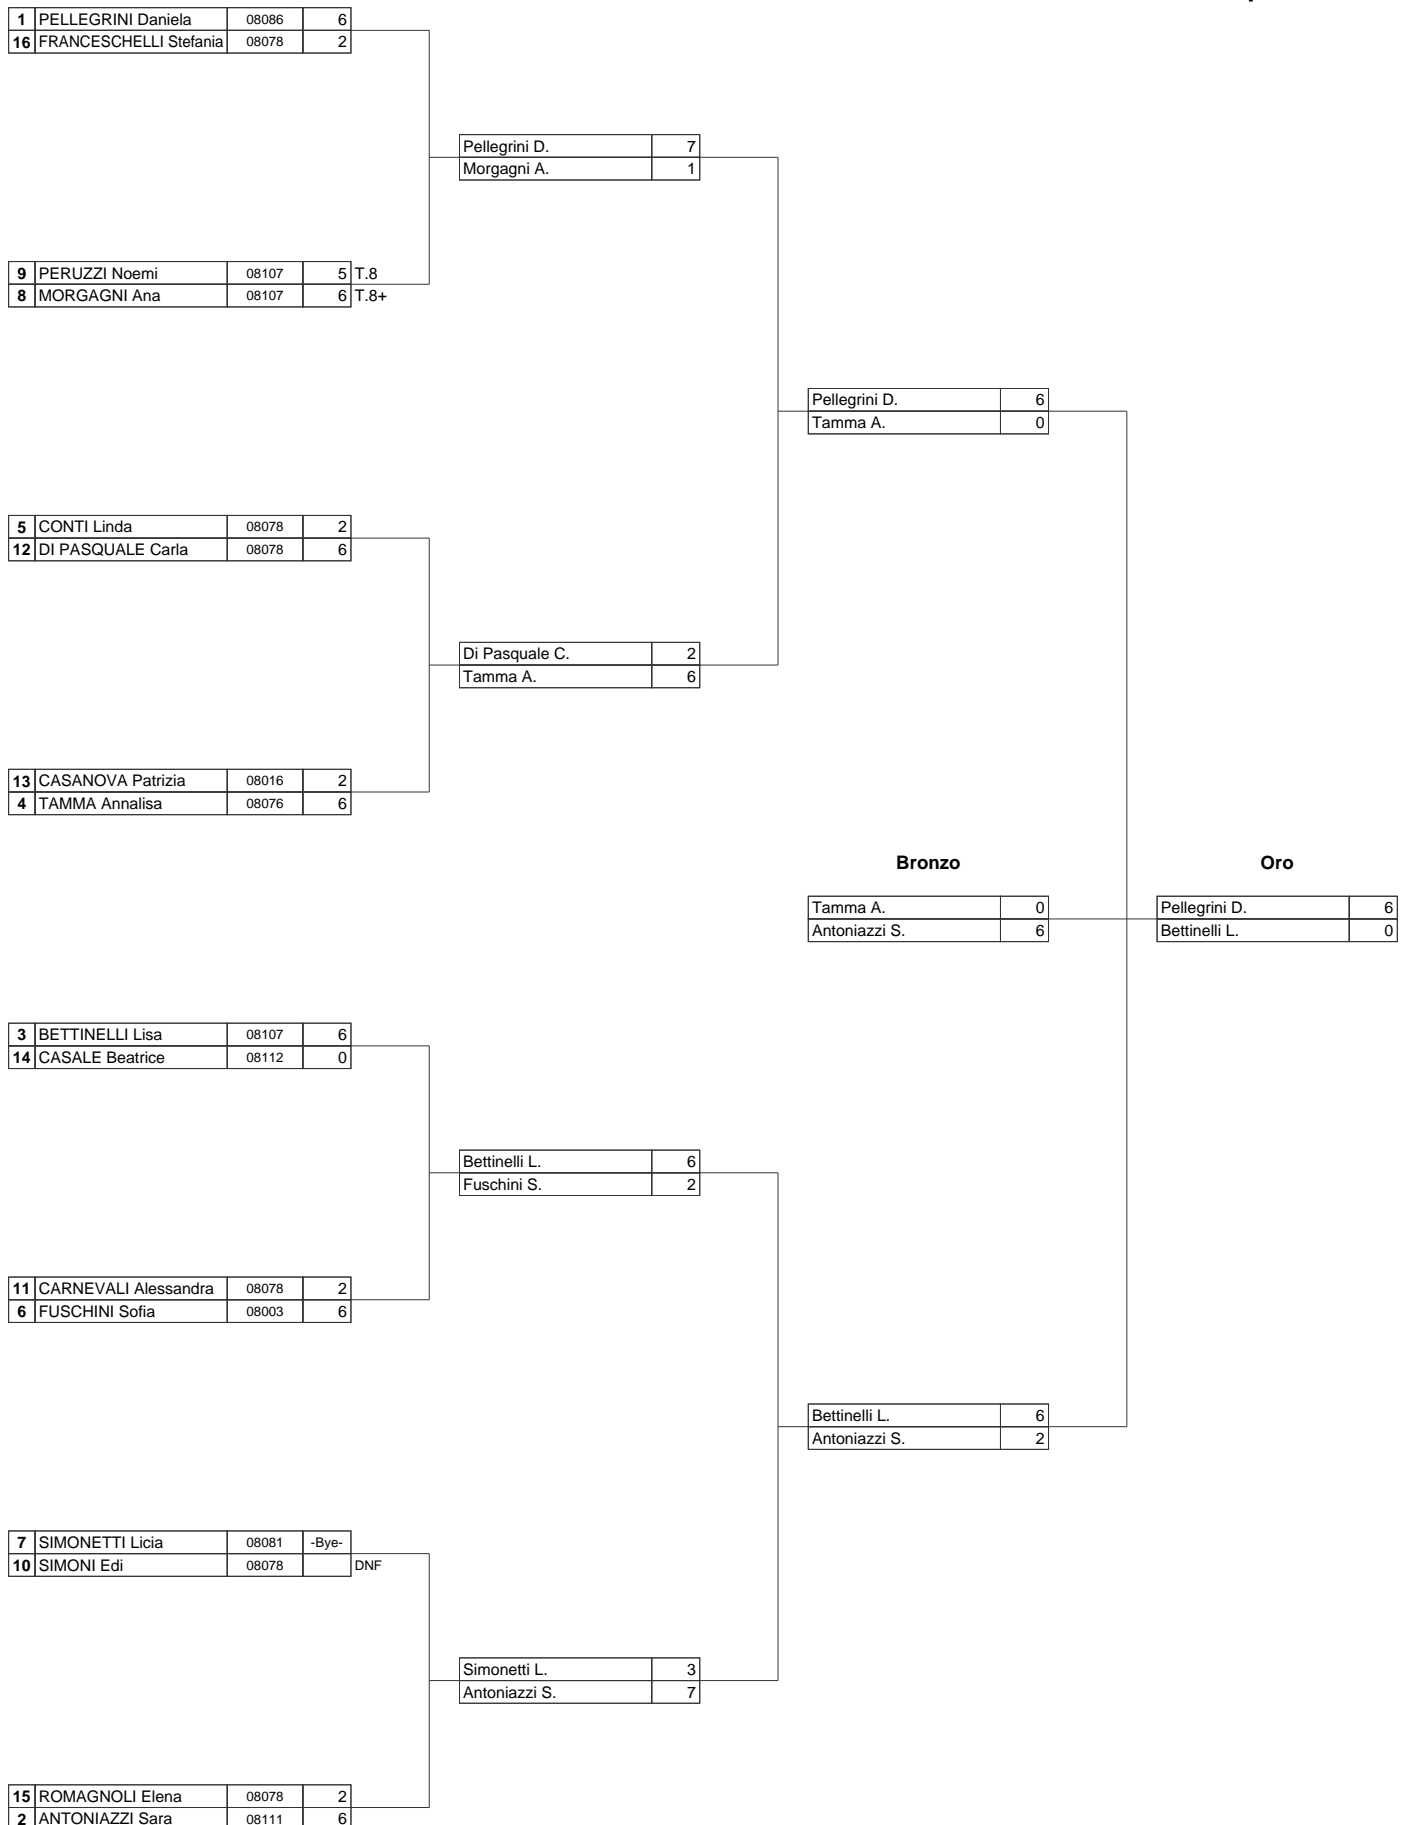 1 PELLEGRINI Daniela 08086 6
16 FRANCESCHELLI Stefania 08078 2
Pellegrini D. 7
Morgagni A. 1
9 PERUZZI Noemi 08107 5 T.8
8 MORGAGNI Ana 08107 6 T.8+
Pellegrini D. 6
Tamma A. 0
5 CONTI Linda 08078 2
12 DI PASQUALE Carla 08078 6
Di Pasquale C. 2
Tamma A. 6
13 CASANOVA Patrizia 08016 2
4 TAMMA Annalisa 08076 6
Bronzo Oro
Tamma A. 0 Pellegrini D. 6
Antoniazzi S. 6 Bettinelli L. 0
3 BETTINELLI Lisa 08107 6
14 CASALE Beatrice 08112 0
Bettinelli L. 6
Fuschini S. 2
11 CARNEVALI Alessandra 08078 2
6 FUSCHINI Sofia 08003 6
Bettinelli L. 6
Antoniazzi S. 2
7 SIMONETTI Licia 08081 -Bye-
10 SIMONI Edi 08078 DNF
Simonetti L. 3
Antoniazzi S. 7
15 ROMAGNOLI Elena 08078 2
2 ANTONIAZZI Sara 08111 6